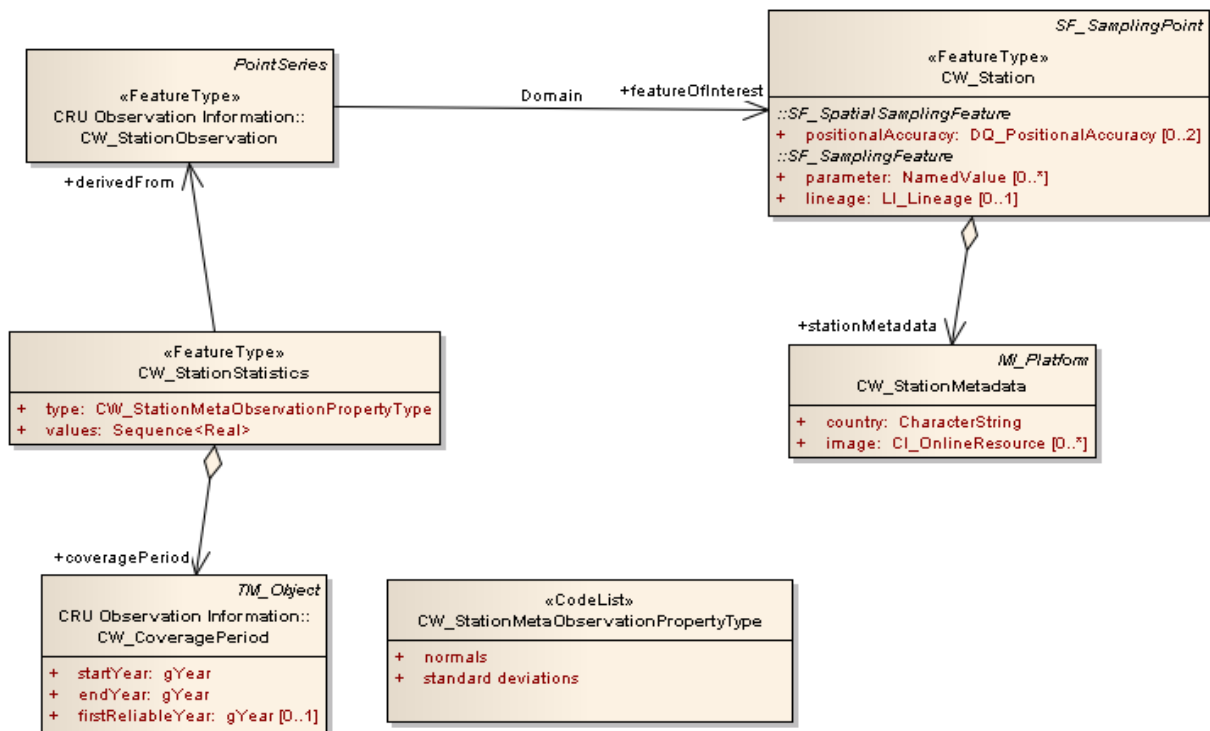 PointSeries
«FeatureType»
CRU Observation Information::
CW_StationObservation
Domain
+featureOfInterest
SF_SamplingPoint
«FeatureType»
CW_Station
::SF_SpatialSamplingFeature
+ positionalAccuracy: DQ_PositionalAccuracy [0..2]
::SF_SamplingFeature
+ parameter: NamedValue [0..*]
+ lineage: LI_Lineage [0..1]
+derivedFrom
+stationMetadata
«FeatureType»
CW_StationStatistics
+ type: CW_StationMetaObservationPropertyType
+ values: Sequence<Real>
MI_Platform
CW_StationMetadata
+ country: CharacterString
+ image: CI_OnlineResource [0..*]
+coveragePeriod
TM_Object
CRU Observation Information::
CW_CoveragePeriod
+ startYear: gYear
+ endYear: gYear
+ firstReliableYear: gYear [0..1]
«CodeList»
CW_StationMetaObservationPropertyType
+ normals
+ standard deviations